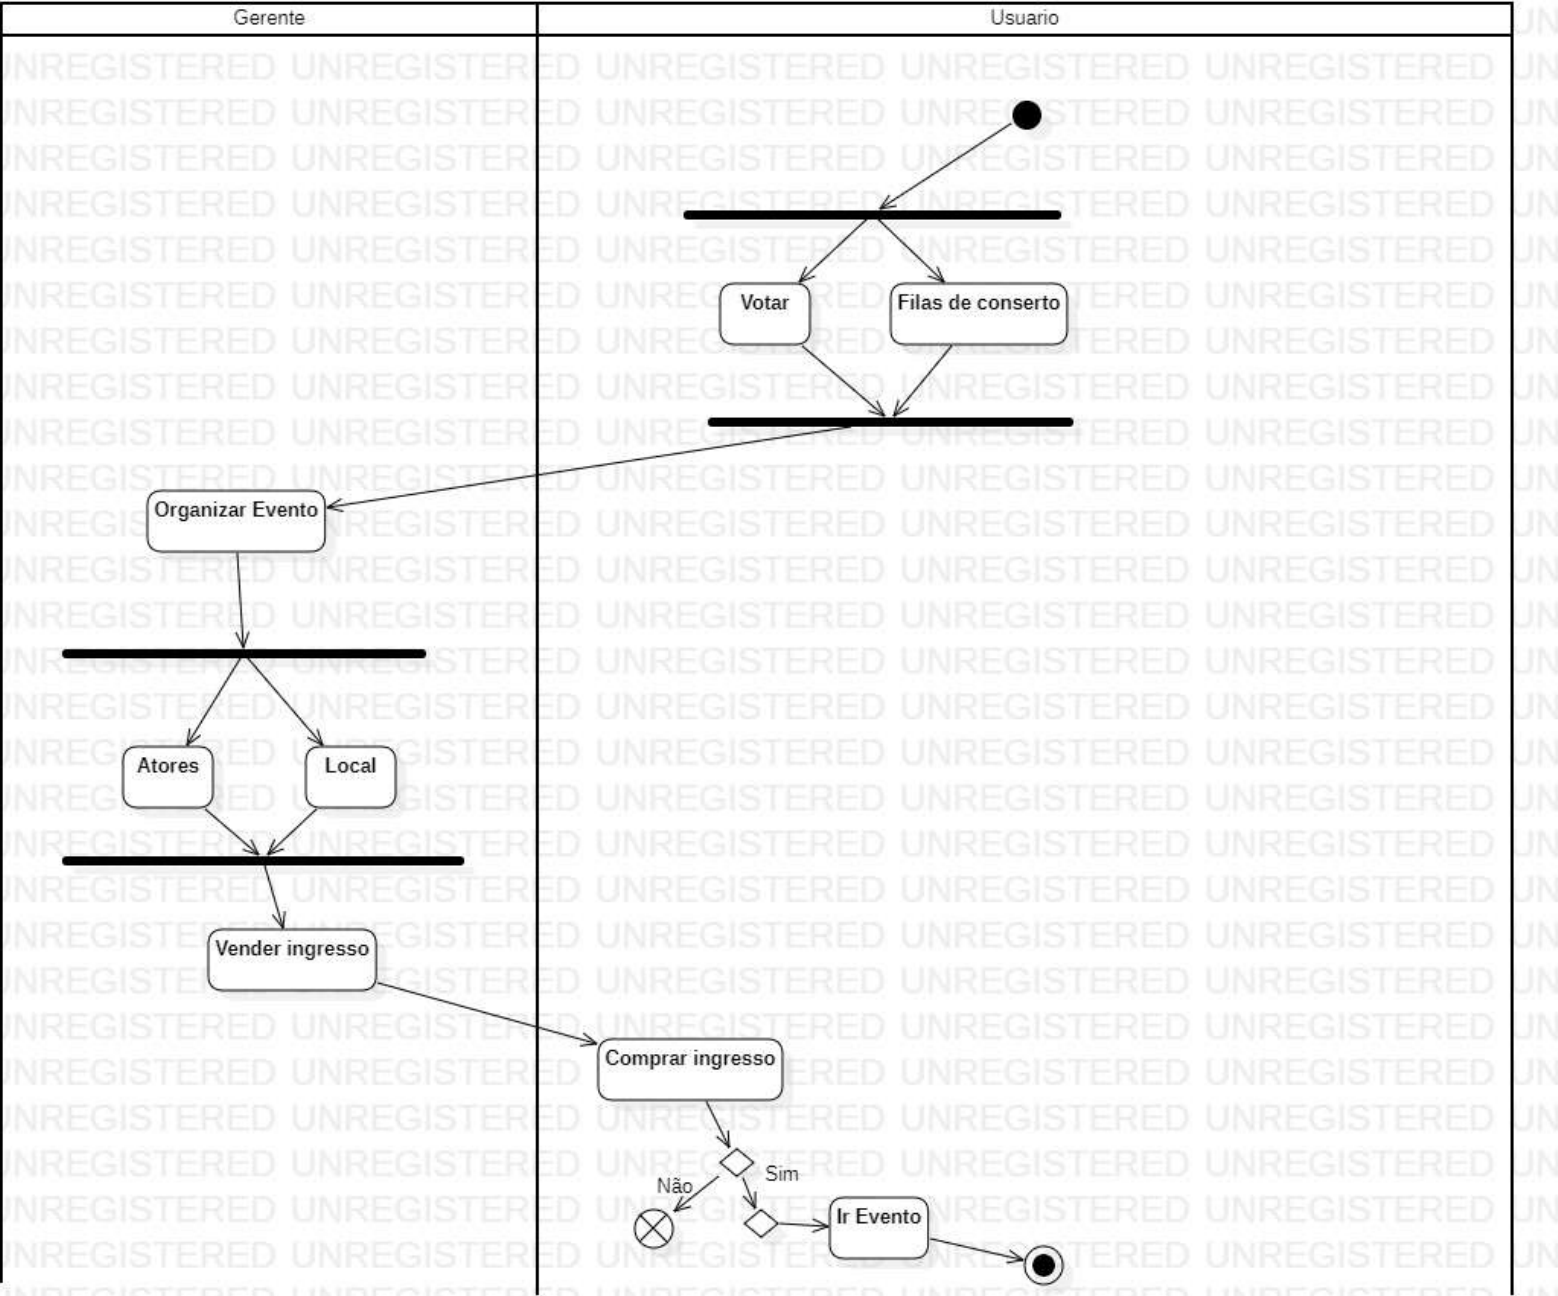 Gerente
Usuario
Votar
Filas de conserto
Organizar Evento
Atores
Local
Vender ingresso
Comprar ingresso
Não
Sim
Ir Evento
UNREGISTERED